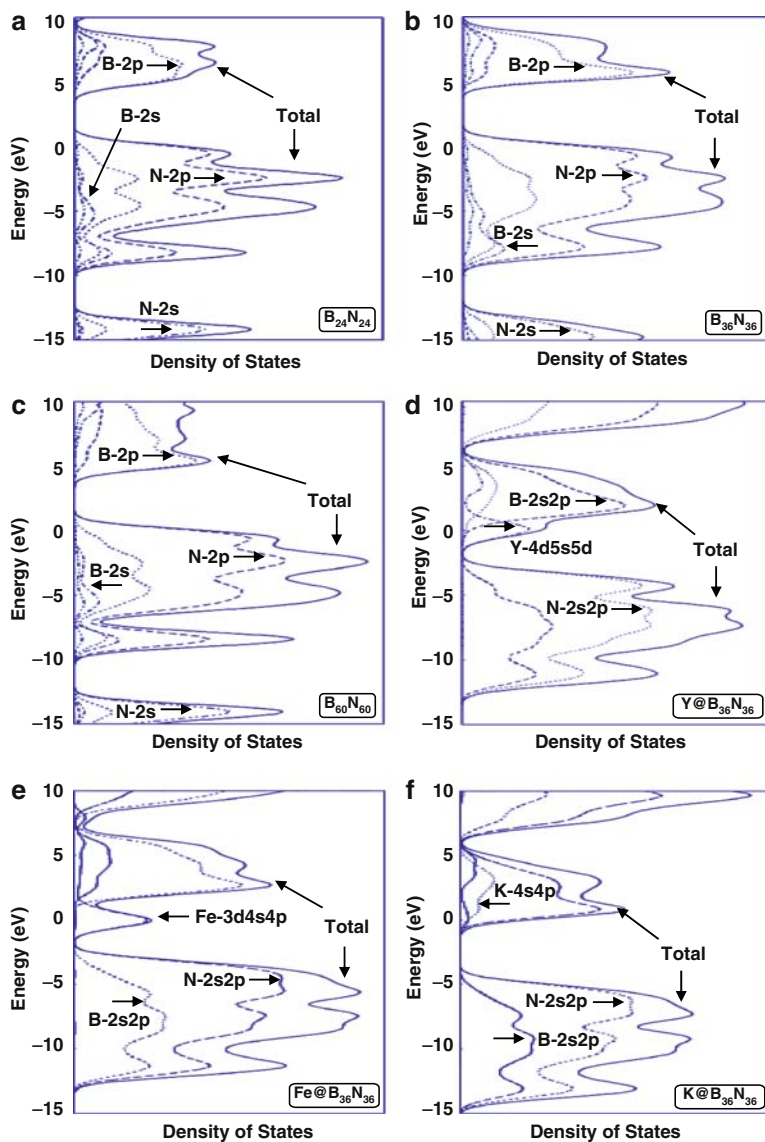 a
10
5
0
−5
−10
−15
Energy (eV)
B-2p
B-2s
Total
N-2p
N-2s
B24N24
Density of States
b
10
5
0
−5
−10
−15
Energy (eV)
B-2p
Total
N-2p
B-2s
N-2s
B36N36
Density of States
c
10
5
0
−5
−10
−15
Energy (eV)
B-2p
Total
N-2p
B-2s
N-2s
B60N60
Density of States
d
10
5
0
−5
−10
−15
Energy (eV)
B-2s2p
Y-4d5s5d
Total
N-2s2p
Y@B36N36
Density of States
e
10
5
0
−5
−10
−15
Energy (eV)
Fe-3d4s4p
Total
N-2s2p
B-2s2p
Fe@B36N36
Density of States
f
10
5
0
−5
−10
−15
Energy (eV)
K-4s4p
Total
N-2s2p
B-2s2p
K@B36N36
Density of States